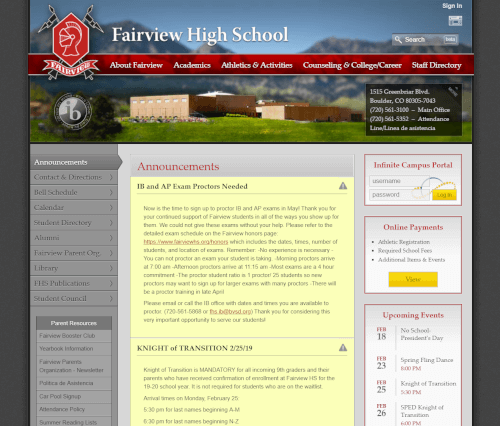 Sign In
Fairview High School
Search
beta
FAIRVIEW
About Fairview
Academics
Athletics & Activities
Counseling & College/Career
Staff Directory
1515 Greenbriar Blvd.
Boulder, CO 80305-7043
(720) 561-3100 ~ Main Office
(720) 561-5352 ~ Attendance
Line/Línea de asistencia
ib
Announcements
Contact & Directions
Bell Schedule
Calendar
Student Directory
Alumni
Fairview Parent Org.
Library
FHS Publications
Student Council
Parent Resources
Fairview Booster Club
Yearbook Information
Fairview Parents
Organization - Newsletter
Política de Asistencia
Car Pool Signup
Attendance Policy
Summer Reading Lists
Announcements
IB and AP Exam Proctors Needed
Now is the time to sign up to proctor IB and AP exams in May! Thank you for
your continued support of Fairview students in all of the ways you show up for
them. We could not give these exams without your help. Please refer to the
detailed exam schedule on the Fairview honors page:
https://www.fairviewhs.org/honors which includes the dates, times, number of
students, and location of exams. Remember: -No experience is necessary -
You can not proctor an exam your student is taking. -Morning proctors arrive
at 7:00 am -Afternoon proctors arrive at 11:15 am -Most exams are a 4 hour
commitment -The proctor student ratio is 1 proctor/ 25 students so new
proctors may want to sign up for larger exams with many proctors -There will
be a proctor training in late April
Please email or call the IB office with dates and times you are available to
proctor: (720-561-5868 or fhs.ib@bvsd.org) Thank you for considering this
very important opportunity to serve our students!
KNIGHT of TRANSITION 2/25/19
Knight of Transition is MANDATORY for all incoming 9th graders and their
parents who have received confirmation of enrollment at Fairview HS for the
19-20 school year. It is not required for students who are on the waitlist.
Arrival times on Monday, February 25
5:30 pm for last names beginning A-M
6:30 pm for last names beginning N-Z
Infinite Campus Portal
username
password
Log In
Online Payments
Athletic Registration
Required School Fees
Additional Items & Events
View
Upcoming Events
FEB
18
No School-
President's Day
FEB
23
Spring Fling Dance
8:00 PM
FEB
25
Knight of Transition
5:30 PM
FEB
26
SPED Knight of
Transition
6:00 PM